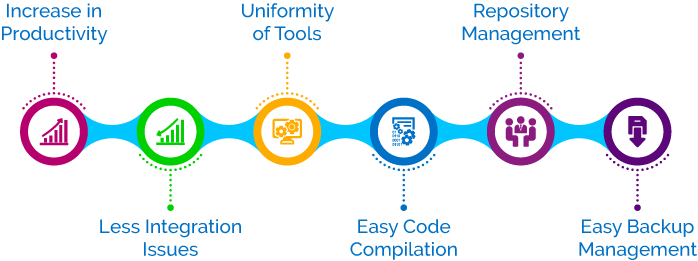 Increase in
Productivity
Uniformity
of Tools
Repository
Management
Less Integration
Issues
Easy Code
Compilation
Easy Backup
Management